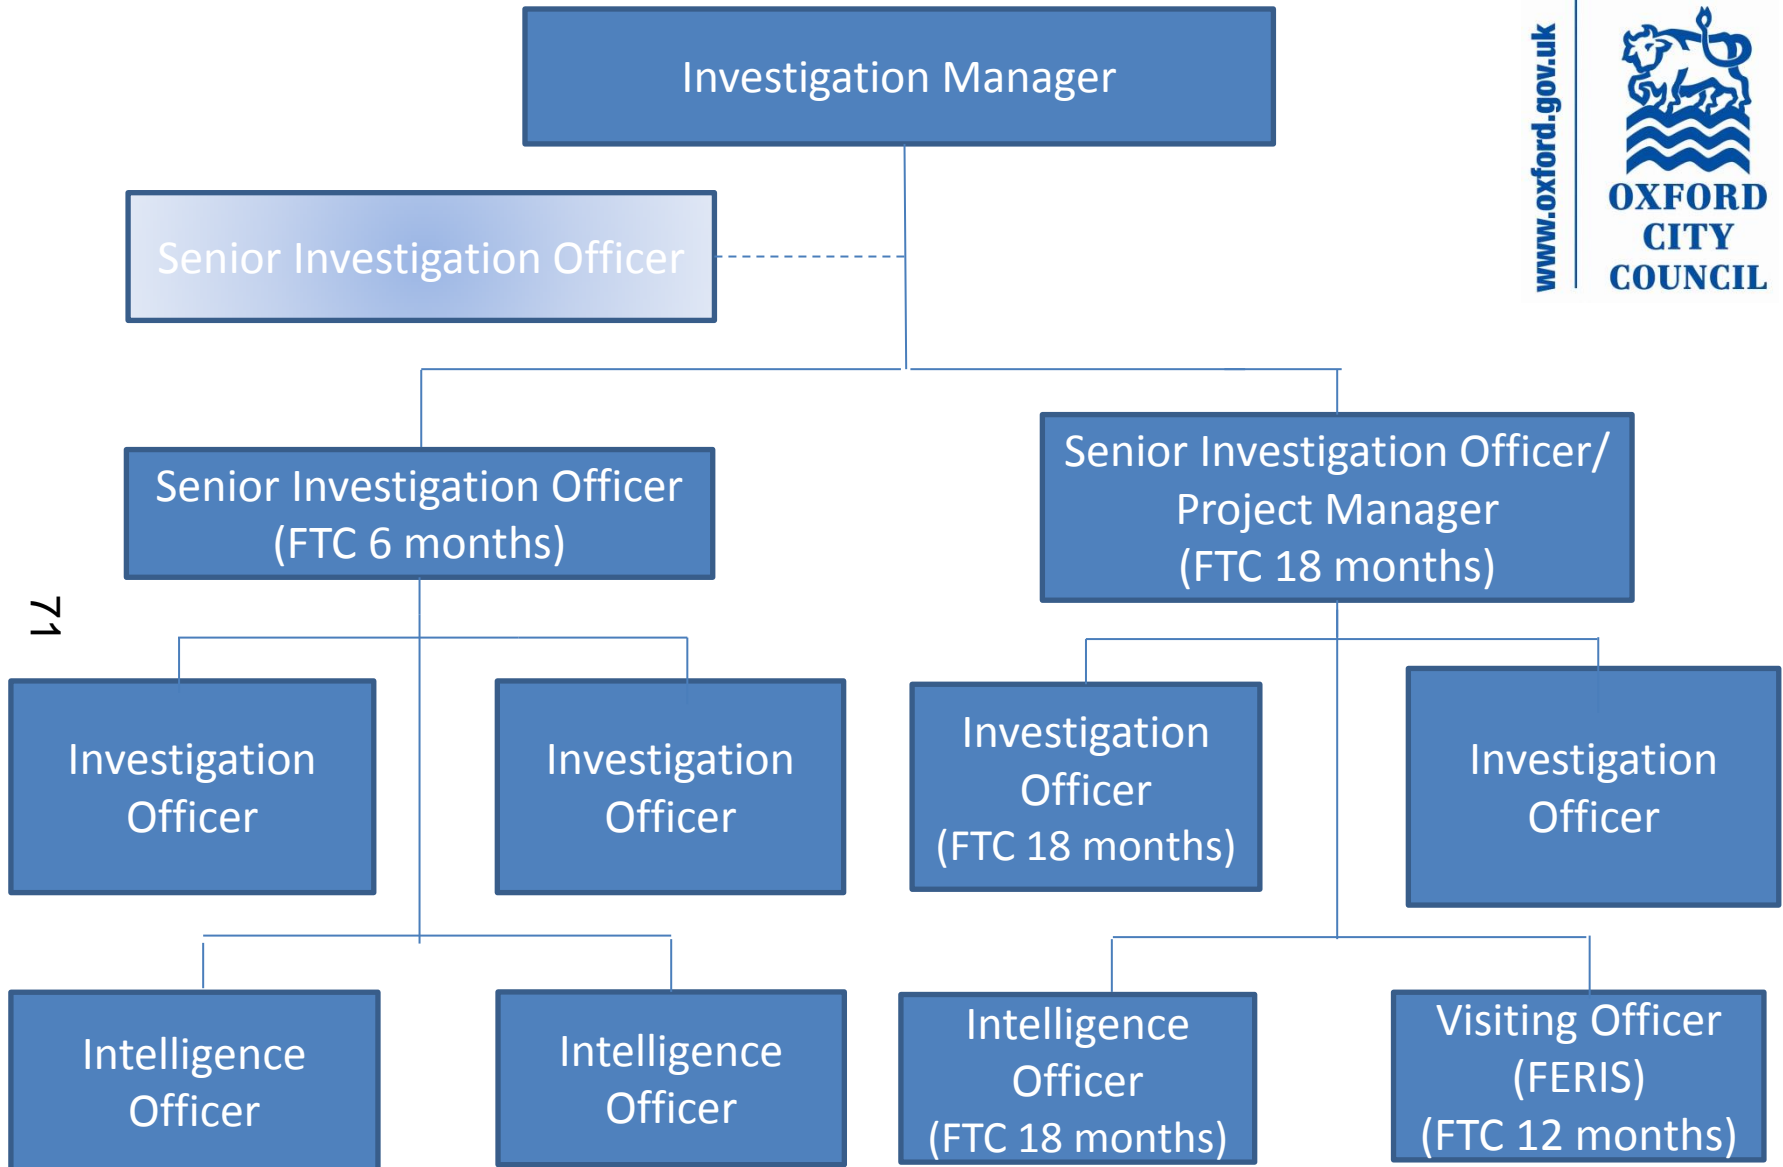 Investigation Manager
www.oxford.gov.uk
OXFORD
CITY
COUNCIL
Senior Investigation Officer
Senior Investigation Officer
(FTC 6 months)
Senior Investigation Officer/
Project Manager
(FTC 18 months)
71
Investigation
Officer
Investigation
Officer
Investigation
Officer
(FTC 18 months)
Investigation
Officer
Intelligence
Officer
Intelligence
Officer
Intelligence
Officer
(FTC 18 months)
Visiting Officer
(FERIS)
(FTC 12 months)